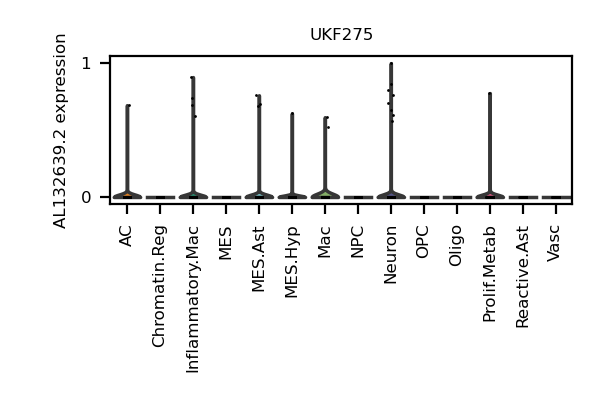 UKF275
AL132639.2 expression
1
0
AC
Chromatin.Reg
Inflammatory.Mac
MES
MES.Ast
MES.Hyp
Mac
NPC
Neuron
OPC
Oligo
Prolif.Metab
Reactive.Ast
Vasc